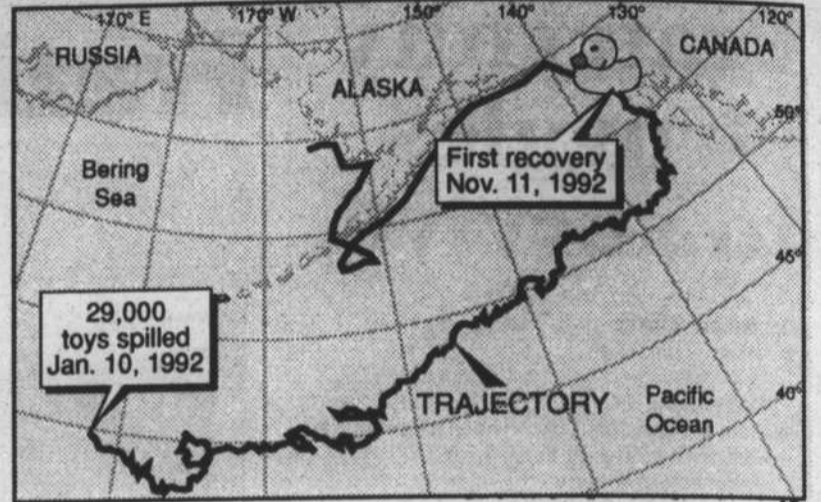 170° E
170° W
150°
140°
130°
120°
RUSSIA
ALASKA
CANADA
50°
Bering
Sea
First recovery
Nov. 11, 1992
45°
29,000
toys spilled
Jan. 10, 1992
TRAJECTORY
Pacific
Ocean
40°